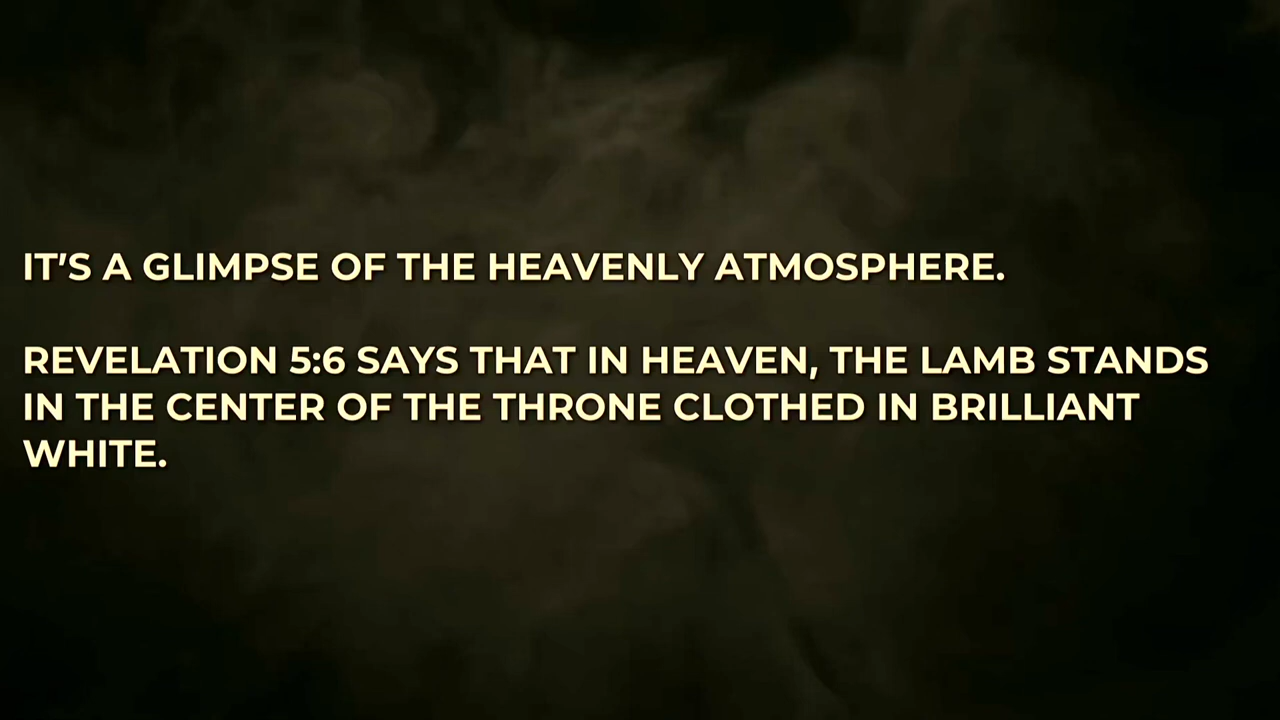 IT'S A GLIMPSE OF THE HEAVENLY ATMOSPHERE.
REVELATION 5:6 SAYS THAT IN HEAVEN, THE LAMB STANDS
IN THE CENTER OF THE THRONE CLOTHED IN BRILLIANT
WHITE.